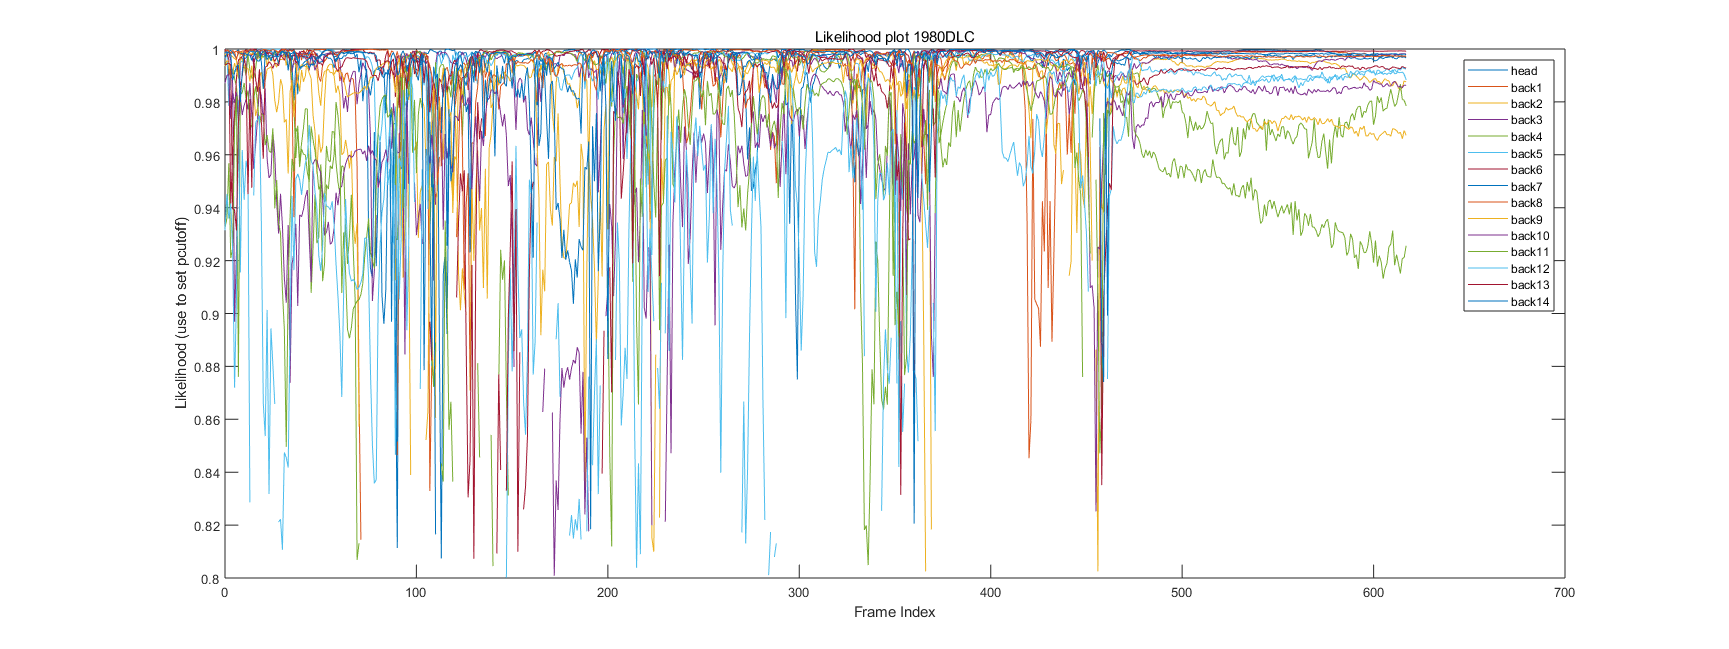 Likelihood plot 1980DLC
Likelihood (use to set pcutoff)
1
0.98
0.96
0.94
0.92
0.9
0.88
0.86
0.84
0.82
0.8
0
100
200
300
400
500
600
700
Frame Index
head
back1
back2
back3
back4
back5
back6
back7
back8
back9
back10
back11
back12
back13
back14